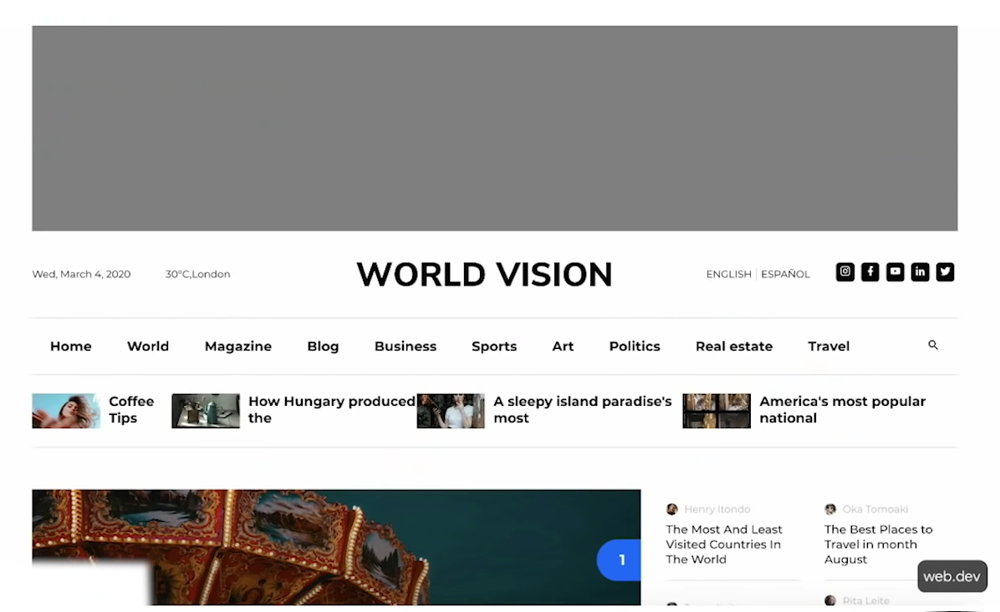 Wed, March 4, 2020 30°C,London WORLD VISION ENGLISH ESPAÑOL
Home World Magazine Blog Business Sports Art Politics Real estate Travel
Coffee
Tips
How Hungary produced
the
A sleepy island paradise's
most
America's most popular
national
1
Henry Itondo
The Most And Least
Visited Countries In
The World
Oka Tomoaki
The Best Places to
Travel in month
August
Rita Leite
web.dev